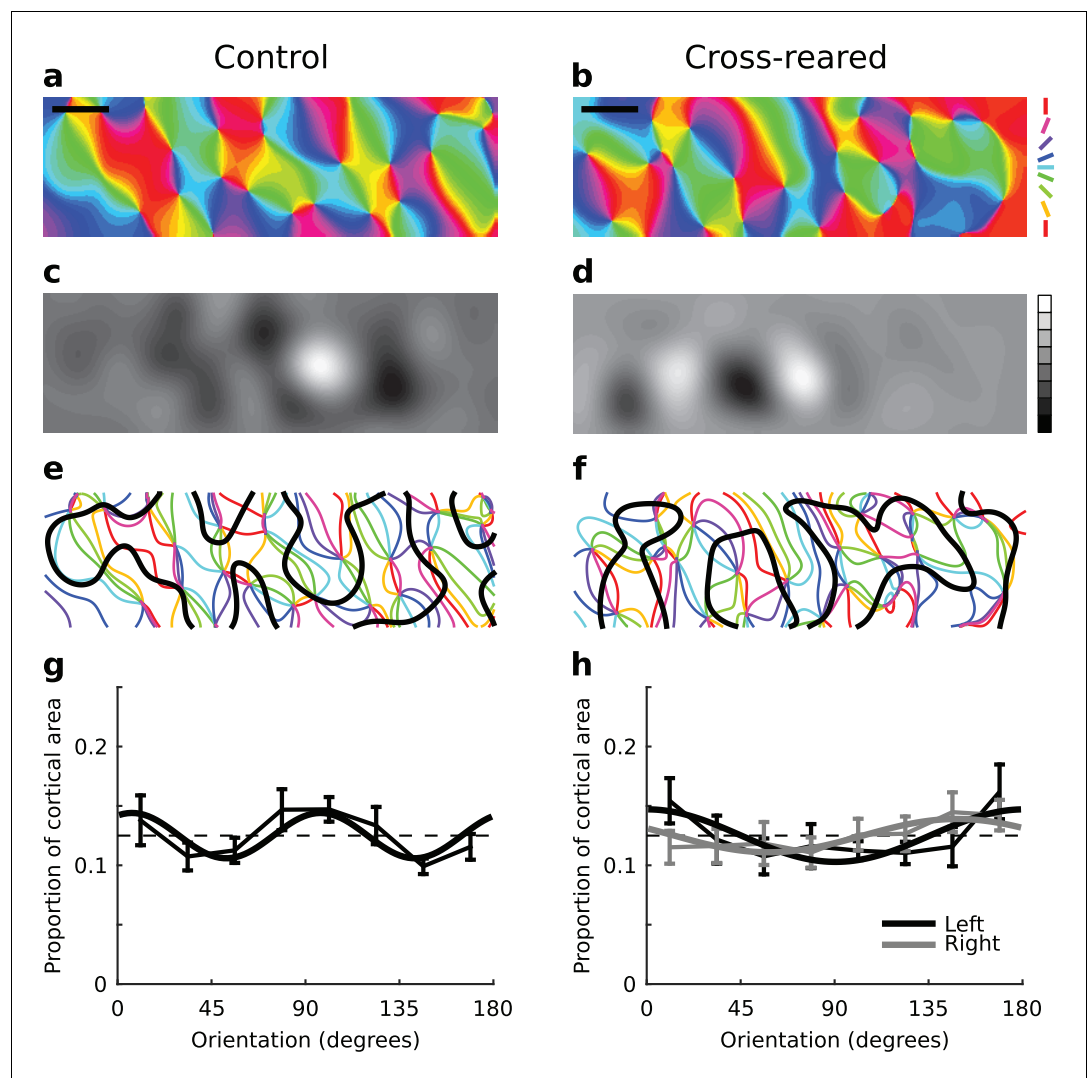 Control
Cross-reared
a
b
c
d
e
f
g
h
Proportion of cortical area
0.2
0.1
0
0
45
90
135
180
Orientation (degrees)
Proportion of cortical area
0.2
0.1
0
Left
Right
0
45
90
135
180
Orientation (degrees)